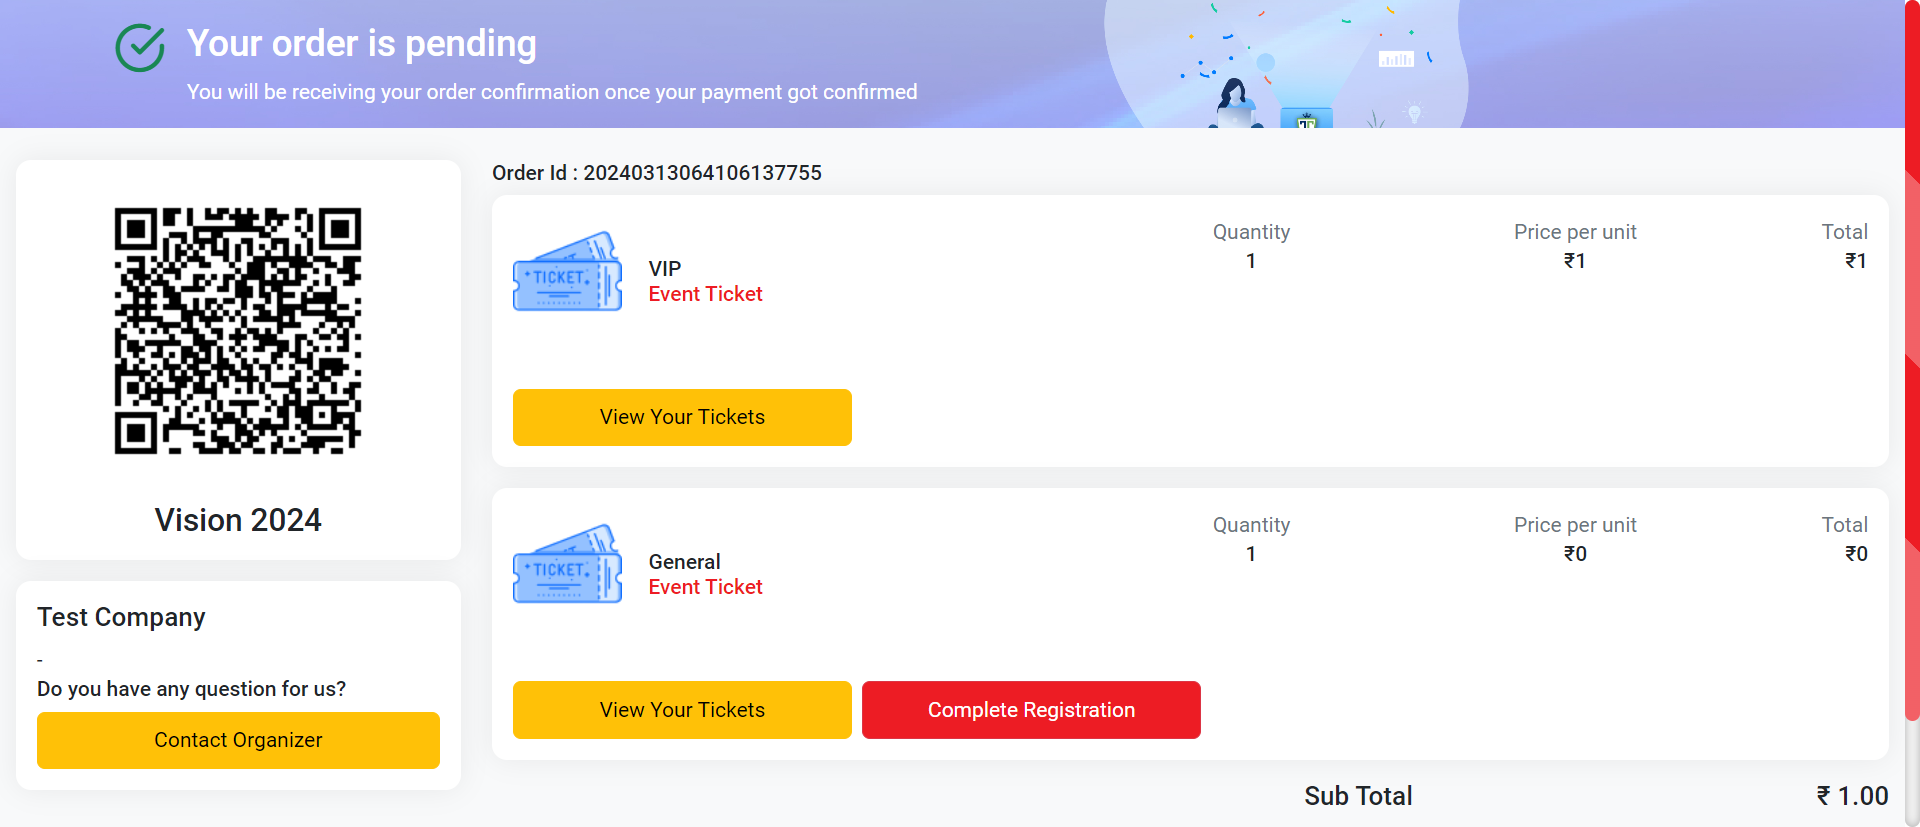 Your order is pending
You will be receiving your order confirmation once your payment got confirmed
Vision 2024
Test Company
-
Do you have any question for us?
Contact Organizer
Order Id : 20240313064106137755
TICKET
VIP
Event Ticket
Quantity
1
Price per unit
₹1
Total
₹1
View Your Tickets
TICKET
General
Event Ticket
Quantity
1
Price per unit
₹0
Total
₹0
View Your Tickets
Complete Registration
Sub Total
₹ 1.00